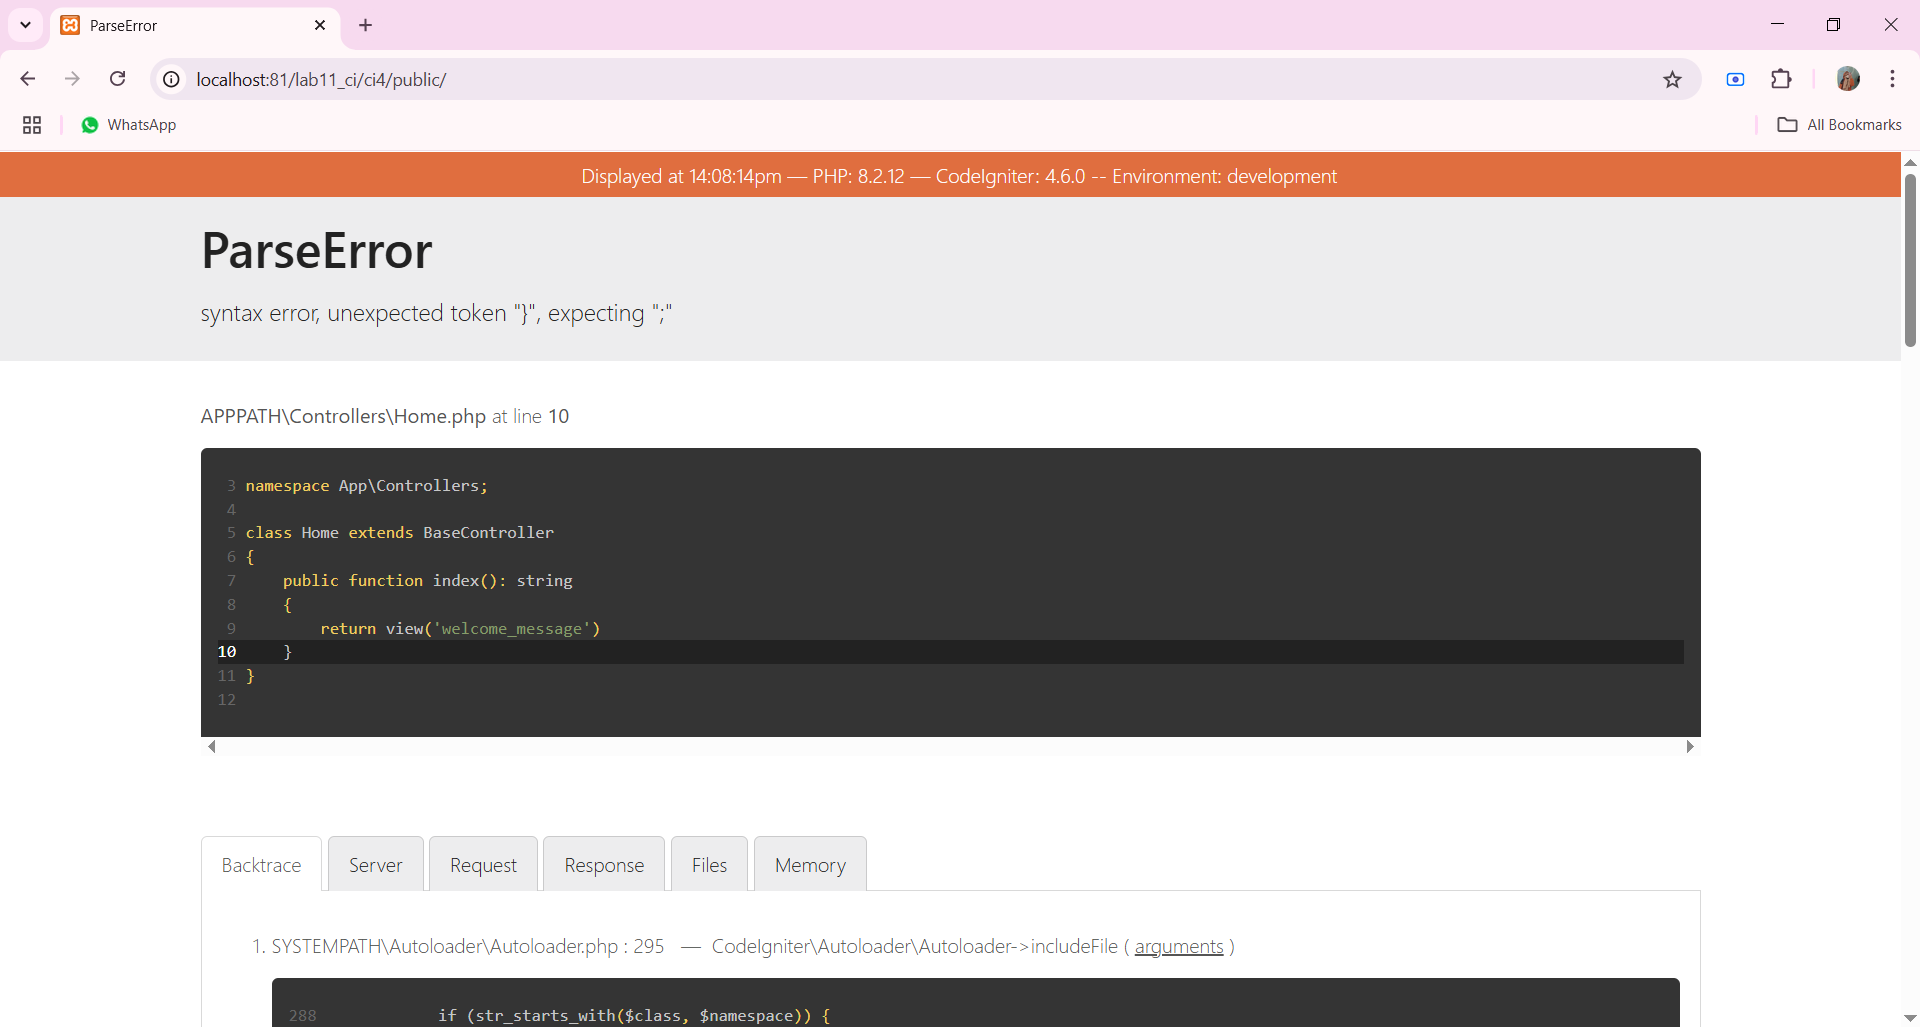 ParseError
localhost:81/lab11_ci/ci4/public/
WhatsApp
All Bookmarks
Displayed at 14:08:14pm — PHP: 8.2.12 — CodeIgniter: 4.6.0 -- Environment: development
ParseError
syntax error, unexpected token "}", expecting ";"
APPPATH\Controllers\Home.php at line 10
3 namespace App\Controllers;
4
5 class Home extends BaseController
6 {
7     public function index(): string
8     {
9         return view('welcome_message')
10     }
11 }
12
Backtrace Server Request Response Files Memory
1. SYSTEMPATH\Autoloader\Autoloader.php : 295 — CodeIgniter\Autoloader\Autoloader->includeFile ( arguments )
288             if (str_starts_with($class, $namespace)) {